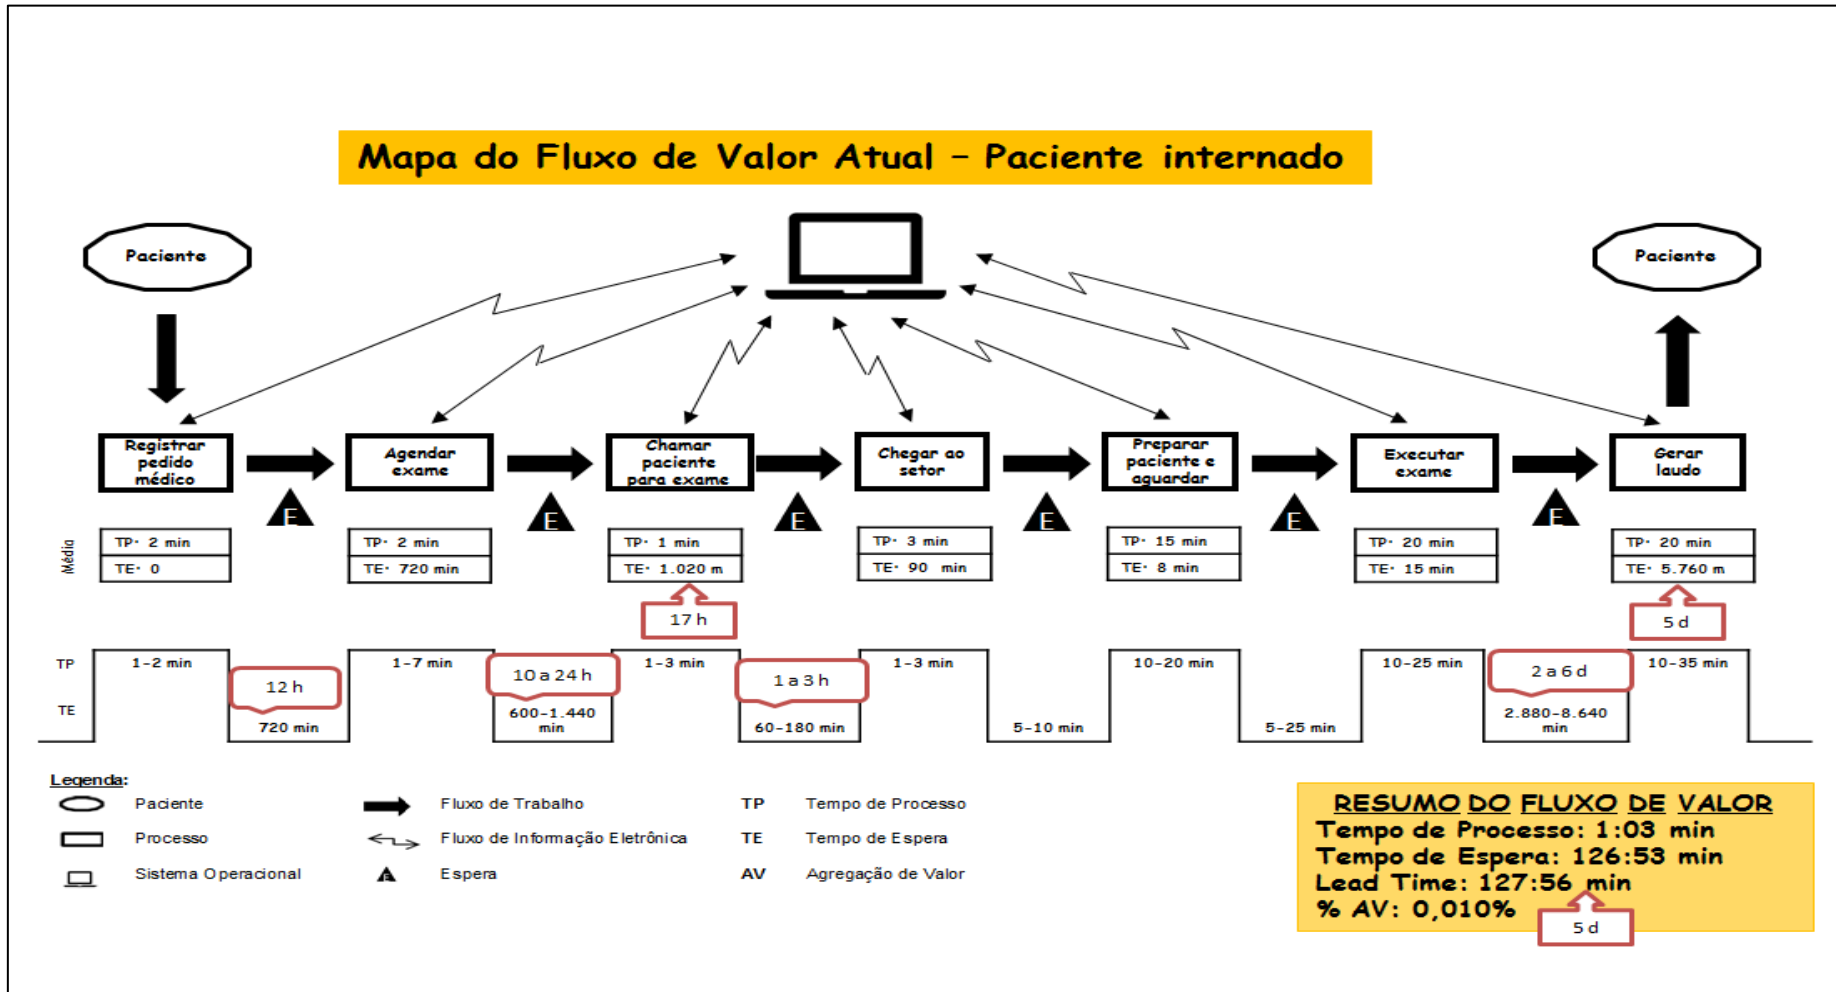 Mapa do Fluxo de Valor Atual – Paciente internado
Paciente
Paciente
Registrar
pedido
médico
Agendar
exame
Chamar
paciente
para exame
Chegar ao
setor
Preparar
paciente e
aguardar
Executar
exame
Gerar
laudo
E
E
E
E
E
E
Média
TP· 2 min
TE· 0
TP· 2 min
TE· 720 min
TP· 1 min
TE· 1.020 m
TP· 3 min
TE· 90 min
TP· 15 min
TE· 8 min
TP· 20 min
TE· 15 min
TP· 20 min
TE· 5.760 m
17 h
5 d
TP
TE
1-2 min
12 h
720 min
1-7 min
10 a 24 h
600-1.440
min
1-3 min
1 a 3 h
60-180 min
1-3 min
5-10 min
10-20 min
5-25 min
10-25 min
2 a 6 d
2.880-8.640
min
10-35 min
Legenda:
Paciente
Fluxo de Trabalho
TP Tempo de Processo
Processo
Fluxo de Informação Eletrônica
TE Tempo de Espera
Sistema Operacional
E
Espera
AV Agregação de Valor
RESUMO DO FLUXO DE VALOR
Tempo de Processo: 1:03 min
Tempo de Espera: 126:53 min
Lead Time: 127:56 min
% AV: 0,010%
5 d